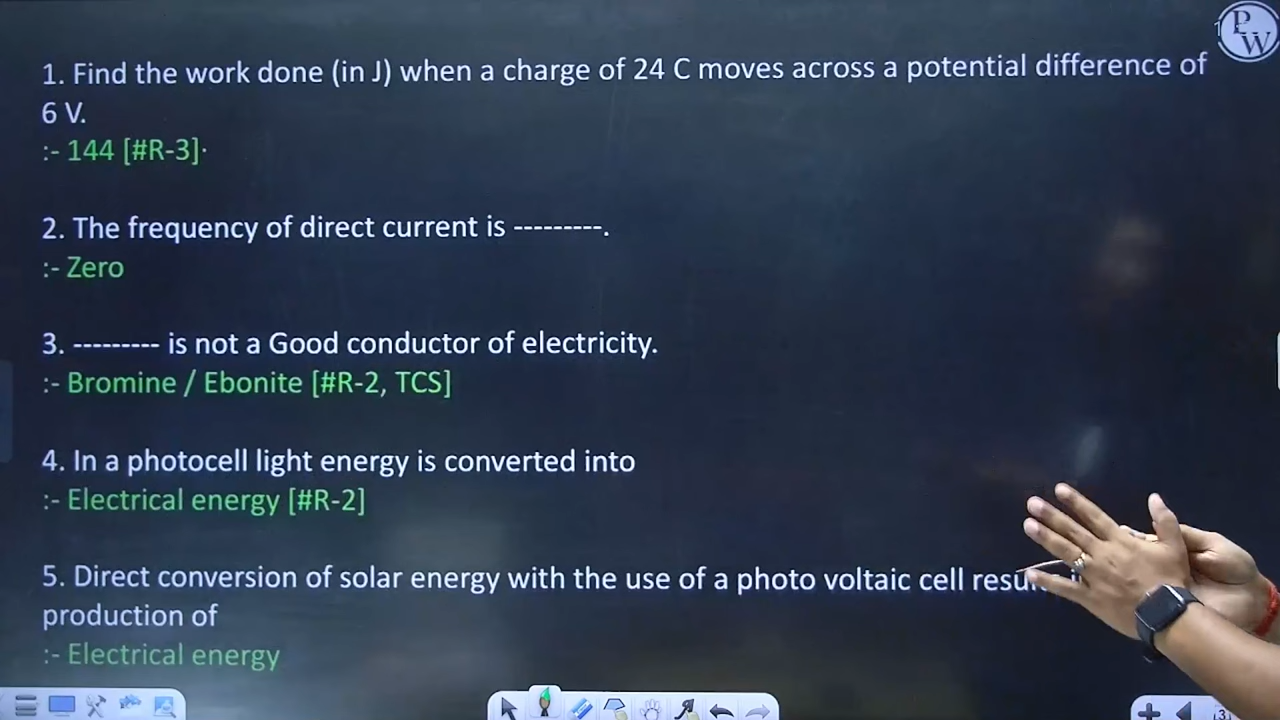 PW
1. Find the work done (in J) when a charge of 24 C moves across a potential difference of
6 V.
:- 144 [#R-3]·
2. The frequency of direct current is ---------.
:- Zero
3. --------- is not a Good conductor of electricity.
:- Bromine / Ebonite [#R-2, TCS]
4. In a photocell light energy is converted into
:- Electrical energy [#R-2]
5. Direct conversion of solar energy with the use of a photo voltaic cell
production of
:- Electrical energy